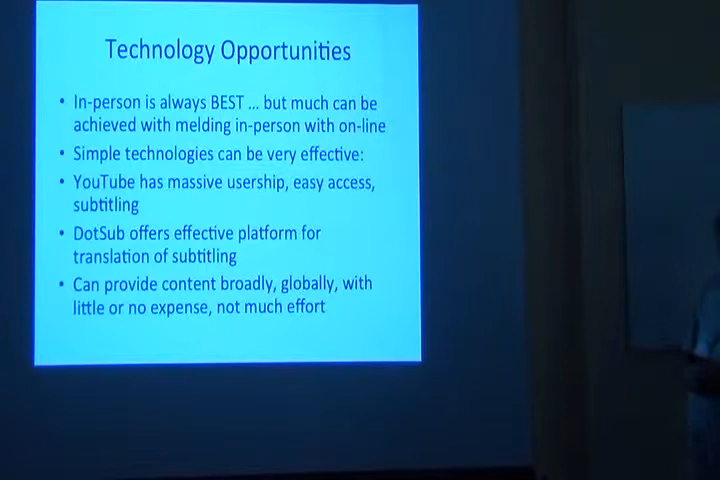 Technology Opportunities
• In-person is always BEST ... but much can be
achieved with melding in-person with on-line
• Simple technologies can be very effective:
• YouTube has massive usership, easy access,
subtitling
• DotSub offers effective platform for
translation of subtitling
• Can provide content broadly, globally, with
little or no expense, not much effort